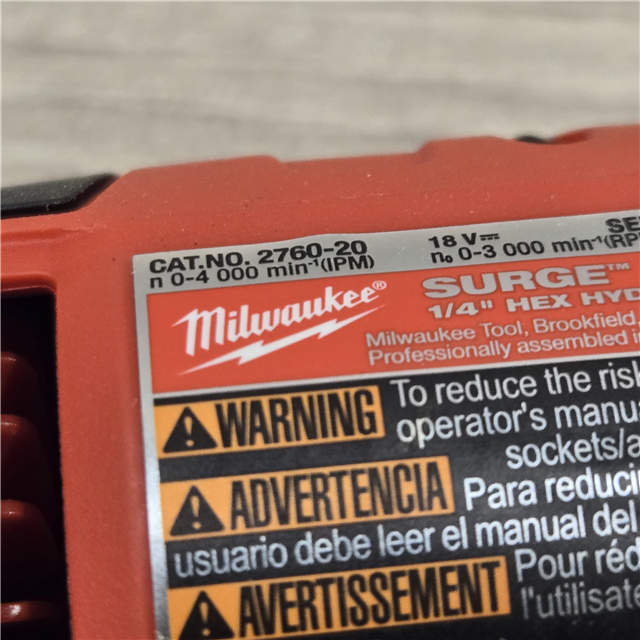 CAT.NO. 2760-20 18 V⎓ SE
n 0-4 000 min⁻¹(IPM) n₀ 0-3 000 min⁻¹(RP
Milwaukee® SURGE™
1/4" HEX HYD
Milwaukee Tool, Brookfield,
Professionally assembled i
WARNING To reduce the risk
operator's manu
sockets/a
ADVERTENCIA Para reduci
usuario debe leer el manual del
AVERTISSEMENT Pour réd
l'utilisate